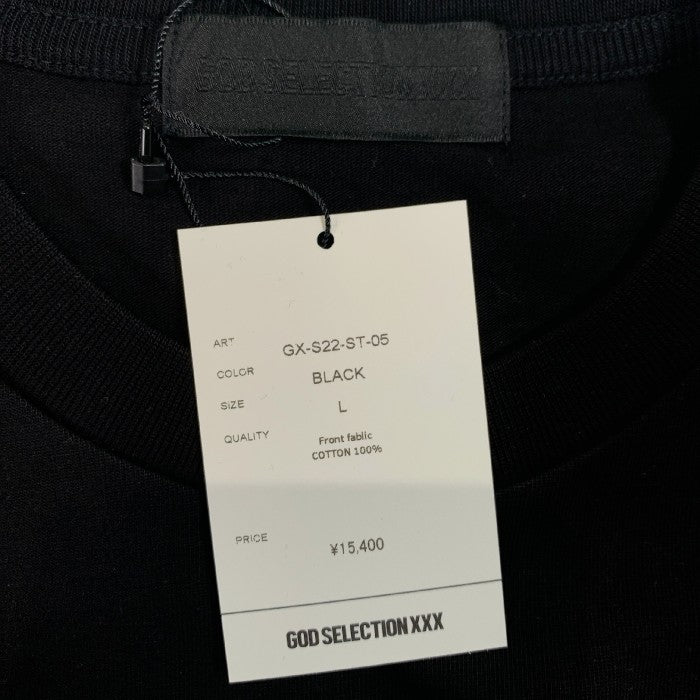 GOD SELECTION XXX
ART GX-S22-ST-05
COLOR BLACK
SIZE L
QUALITY Front fablic
COTTON 100%
PRICE ¥15,400
GOD SELECTION XXX